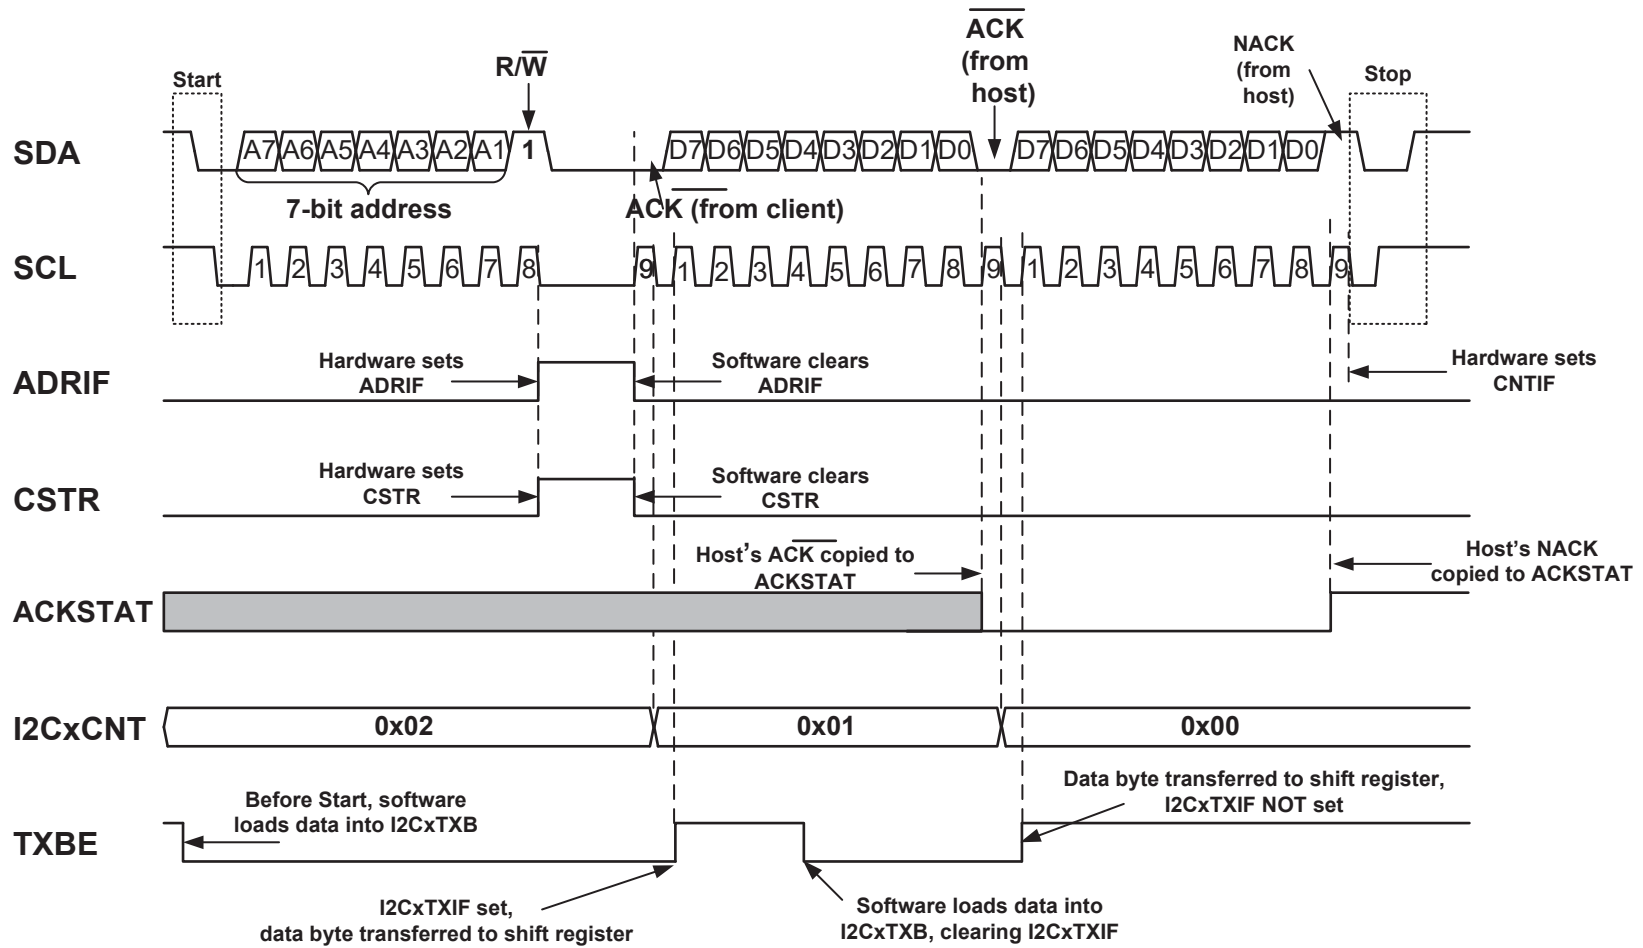 ACK
(from
host)
NACK
(from
host)
R/W
Start
Stop
SDA
A7 A6 A5 A4 A3 A2 A1 1 D7 D6 D5 D4 D3 D2 D1 D0 D7 D6 D5 D4 D3 D2 D1 D0
7-bit address
ACK (from client)
SCL
1 2 3 4 5 6 7 8 9 1 2 3 4 5 6 7 8 9 1 2 3 4 5 6 7 8 9
ADRIF
Hardware sets
ADRIF
Software clears
ADRIF
Hardware sets
CNTIF
CSTR
Hardware sets
CSTR
Software clears
CSTR
Host's ACK copied to
ACKSTAT
Host's NACK
copied to ACKSTAT
ACKSTAT
I2CxCNT
0x02 0x01 0x00
TXBE
Before Start, software
loads data into I2CxTXB
Data byte transferred to shift register,
I2CxTXIF NOT set
I2CxTXIF set,
data byte transferred to shift register
Software loads data into
I2CxTXB, clearing I2CxTXIF